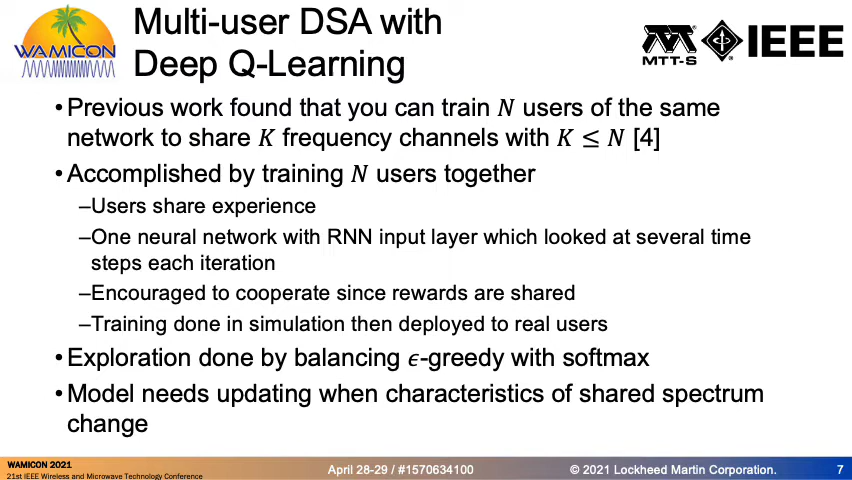 Multi-user DSA with
Deep Q-Learning
WAMICON
MTT-S
IEEE
•Previous work found that you can train N users of the same
network to share K frequency channels with K ≤ N [4]
•Accomplished by training N users together
–Users share experience
–One neural network with RNN input layer which looked at several time
steps each iteration
–Encouraged to cooperate since rewards are shared
–Training done in simulation then deployed to real users
•Exploration done by balancing ϵ-greedy with softmax
•Model needs updating when characteristics of shared spectrum
change
WAMICON 2021
21st IEEE Wireless and Microwave Technology Conference
April 28-29 / #1570634100
© 2021 Lockheed Martin Corporation.
7